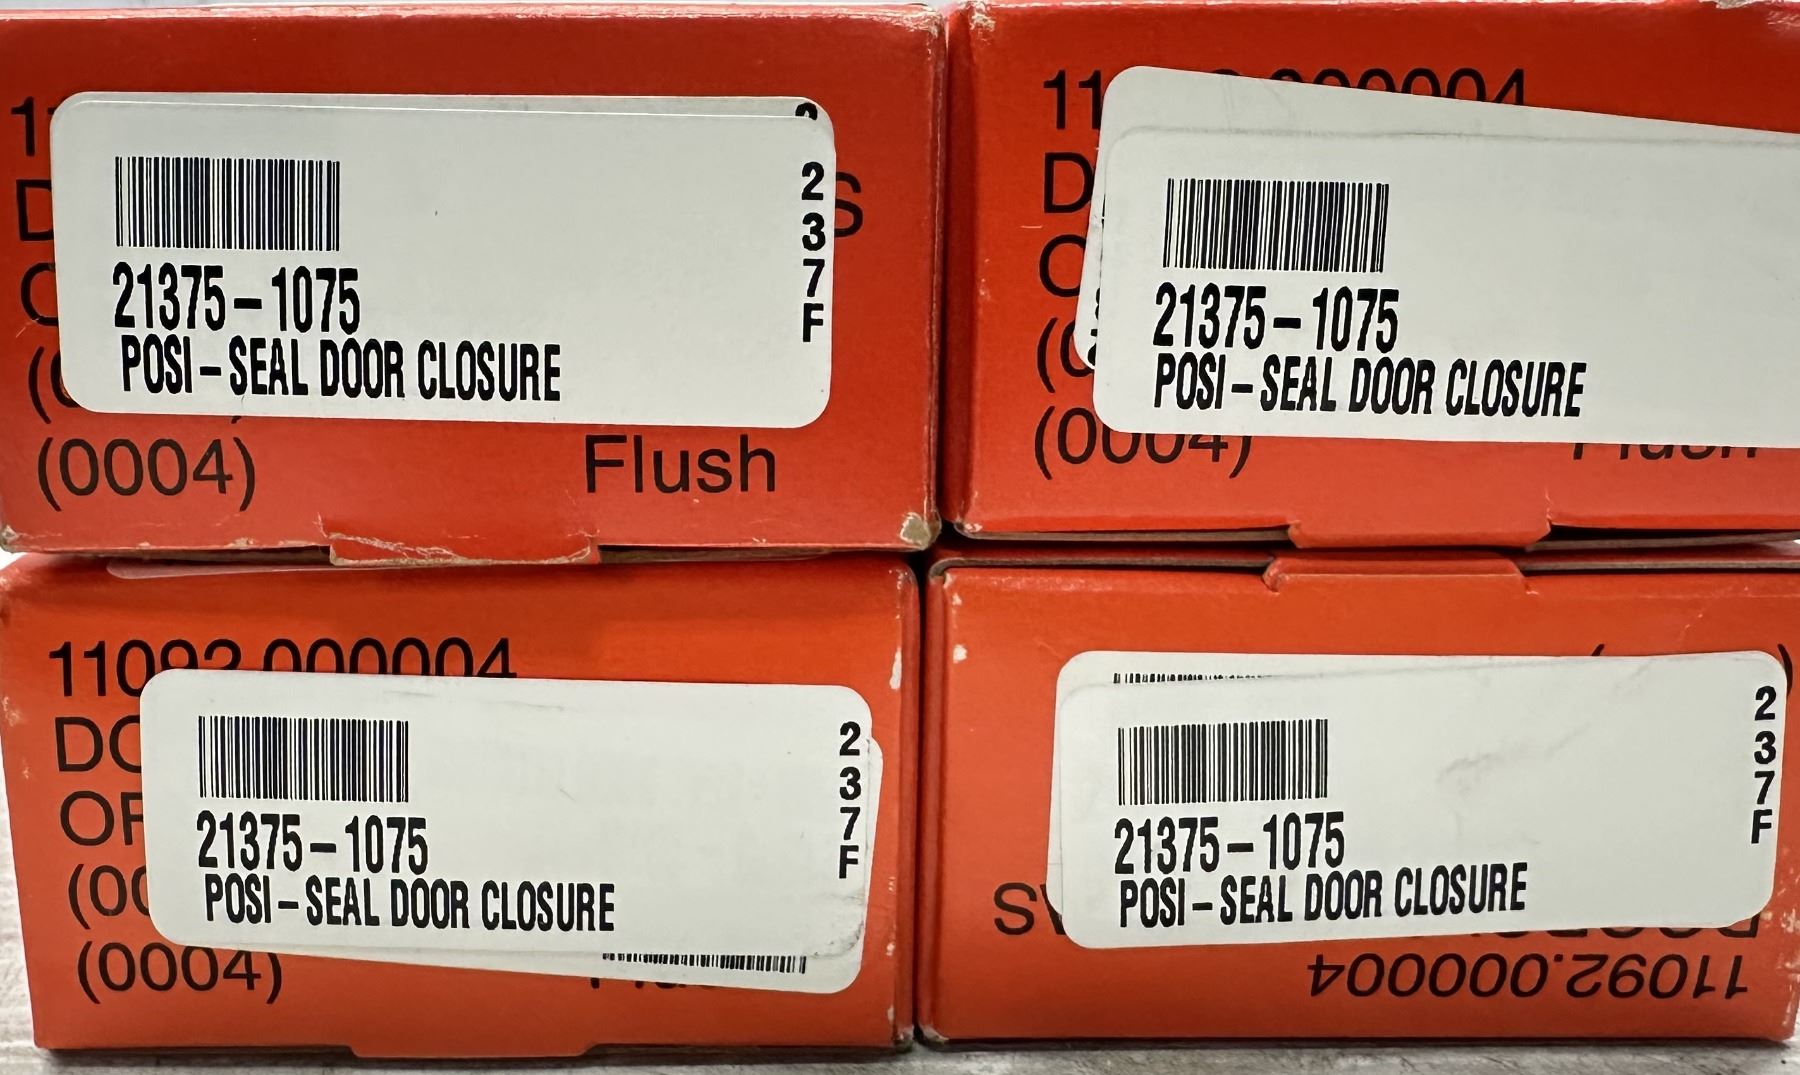 2
3
7
F
21375-1075
POSI-SEAL DOOR CLOSURE
(0004)
Flush
21375-1075
POSI-SEAL DOOR CLOSURE
(0004)
11092.000004
2
3
7
F
21375-1075
POSI-SEAL DOOR CLOSURE
(0004)
2
3
7
F
21375-1075
POSI-SEAL DOOR CLOSURE
11092.000004